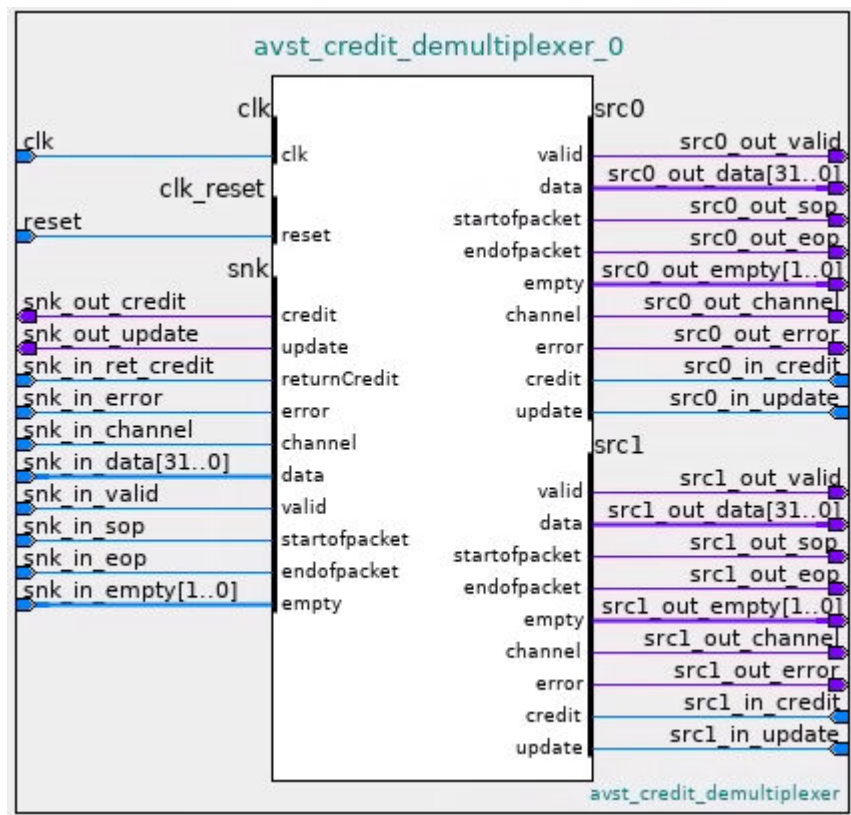 avst_credit_demultiplexer_0
clk
clk
clk
clk_reset
reset
reset
snk
snk_out_credit
credit
snk_out_update
update
snk_in_ret_credit
returnCredit
snk_in_error
error
snk_in_channel
channel
snk_in_data[31..0]
data
snk_in_valid
valid
snk_in_sop
startofpacket
snk_in_eop
endofpacket
snk_in_empty[1..0]
empty
src0
valid
src0_out_valid
data
src0_out_data[31..0]
startofpacket
src0_out_sop
endofpacket
src0_out_eop
empty
src0_out_empty[1..0]
channel
src0_out_channel
error
src0_out_error
credit
src0_in_credit
update
src0_in_update
src1
valid
src1_out_valid
data
src1_out_data[31..0]
startofpacket
src1_out_sop
endofpacket
src1_out_eop
empty
src1_out_empty[1..0]
channel
src1_out_channel
error
src1_out_error
credit
src1_in_credit
update
src1_in_update
avst_credit_demultiplexer